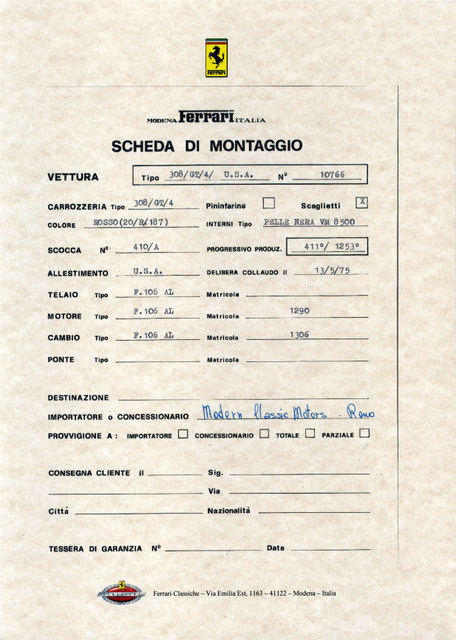 Ferrari
MODENA Ferrari ITALIA
SCHEDA DI MONTAGGIO
VETTURA Tipo 308/GT/4/ U.S.A. N° 10766
CARROZZERIA Tipo 308/GT/4 Pininfarina Scaglietti X
COLORE ROSSO(20/R/187) INTERNI Tipo PELLE NERA VM 8500
SCOCCA N° 410/A PROGRESSIVO PRODUZ. 411°/ 1253°
ALLESTIMENTO U.S.A. DELIBERA COLLAUDO il 13/5/75
TELAIO Tipo F.106 AL Matricola
MOTORE Tipo F.106 AL Matricola 1290
CAMBIO Tipo F.106 AL Matricola 1306
PONTE Tipo Matricola
DESTINAZIONE
IMPORTATORE o CONCESSIONARIO Modern Classic Motors - Reno
PROVVIGIONE A : IMPORTATORE CONCESSIONARIO TOTALE PARZIALE
CONSEGNA CLIENTE il Sig.
Via
Città Nazionalità
TESSERA DI GARANZIA N° Data
Ferrari Classiche – Via Emilia Est, 1163 – 41122 – Modena – Italia